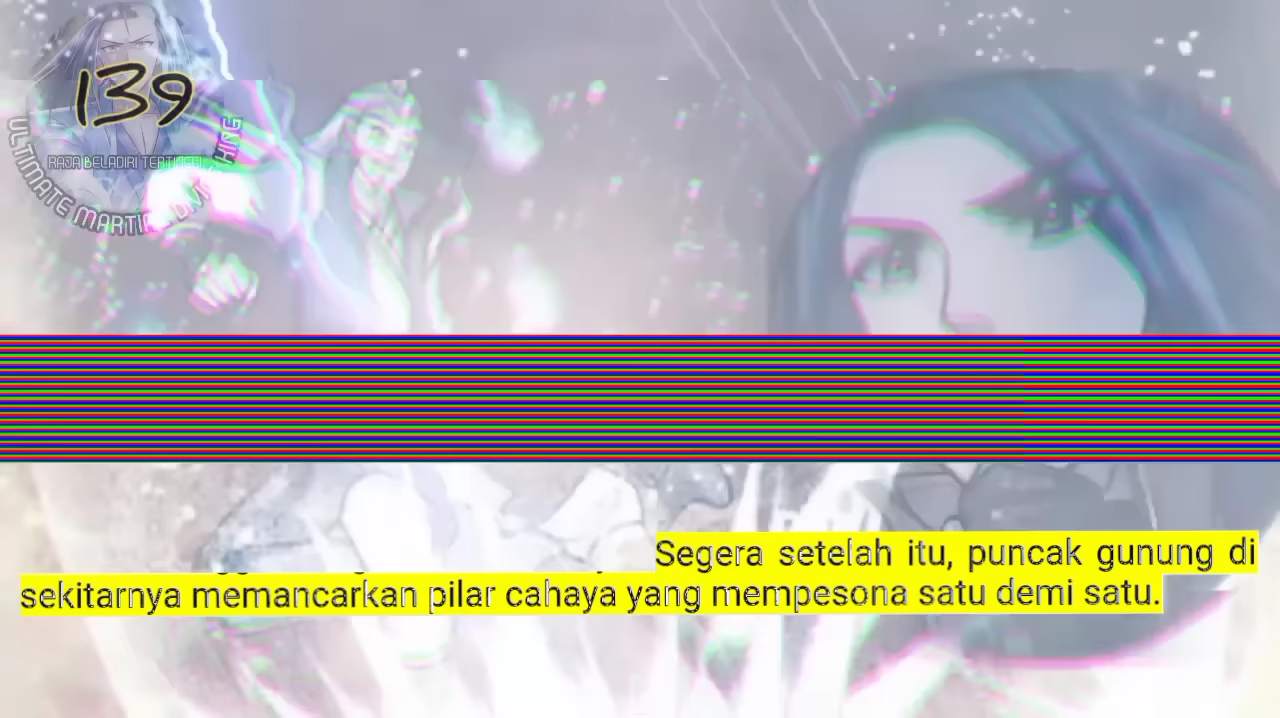 139
RAJA BELADIRI TERTINGGI
ULTIMATE MARTIAL
Segera setelah itu, puncak gunung di
sekitarnya memancarkan pilar cahaya yang mempesona satu demi satu.